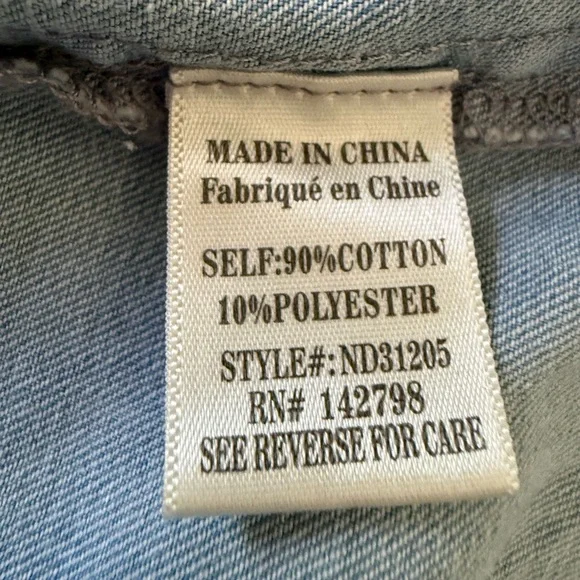 MADE IN CHINA
Fabriqué en Chine
SELF:90%COTTON
10%POLYESTER
STYLE#:ND31205
RN# 142798
SEE REVERSE FOR CARE